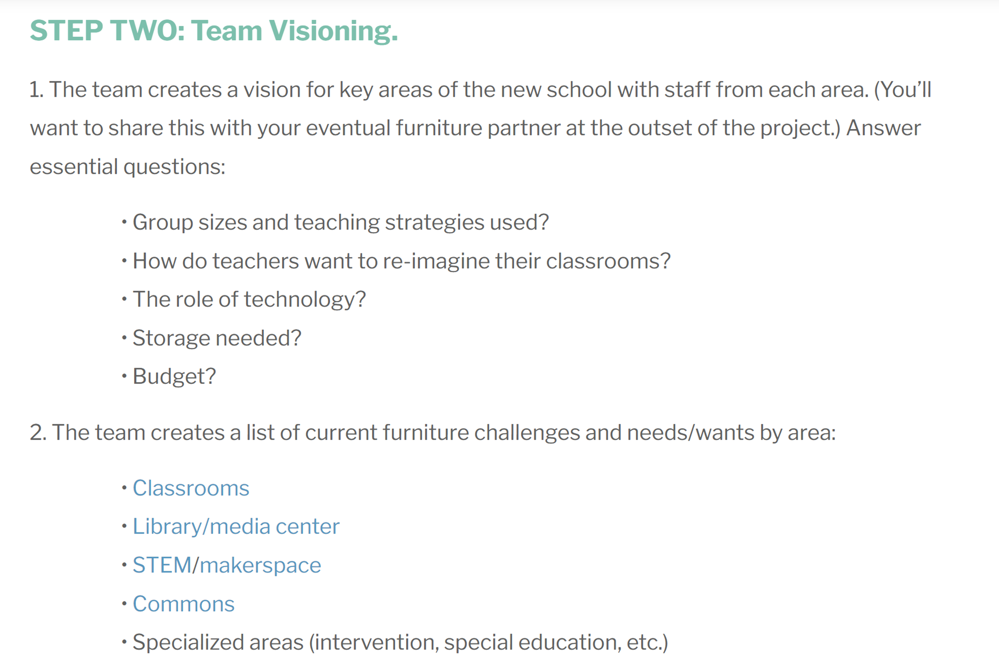 STEP TWO: Team Visioning.
1. The team creates a vision for key areas of the new school with staff from each area. (You’ll
want to share this with your eventual furniture partner at the outset of the project.) Answer
essential questions:
• Group sizes and teaching strategies used?
• How do teachers want to re-imagine their classrooms?
• The role of technology?
• Storage needed?
• Budget?
2. The team creates a list of current furniture challenges and needs/wants by area:
• Classrooms
• Library/media center
• STEM/makerspace
• Commons
• Specialized areas (intervention, special education, etc.)